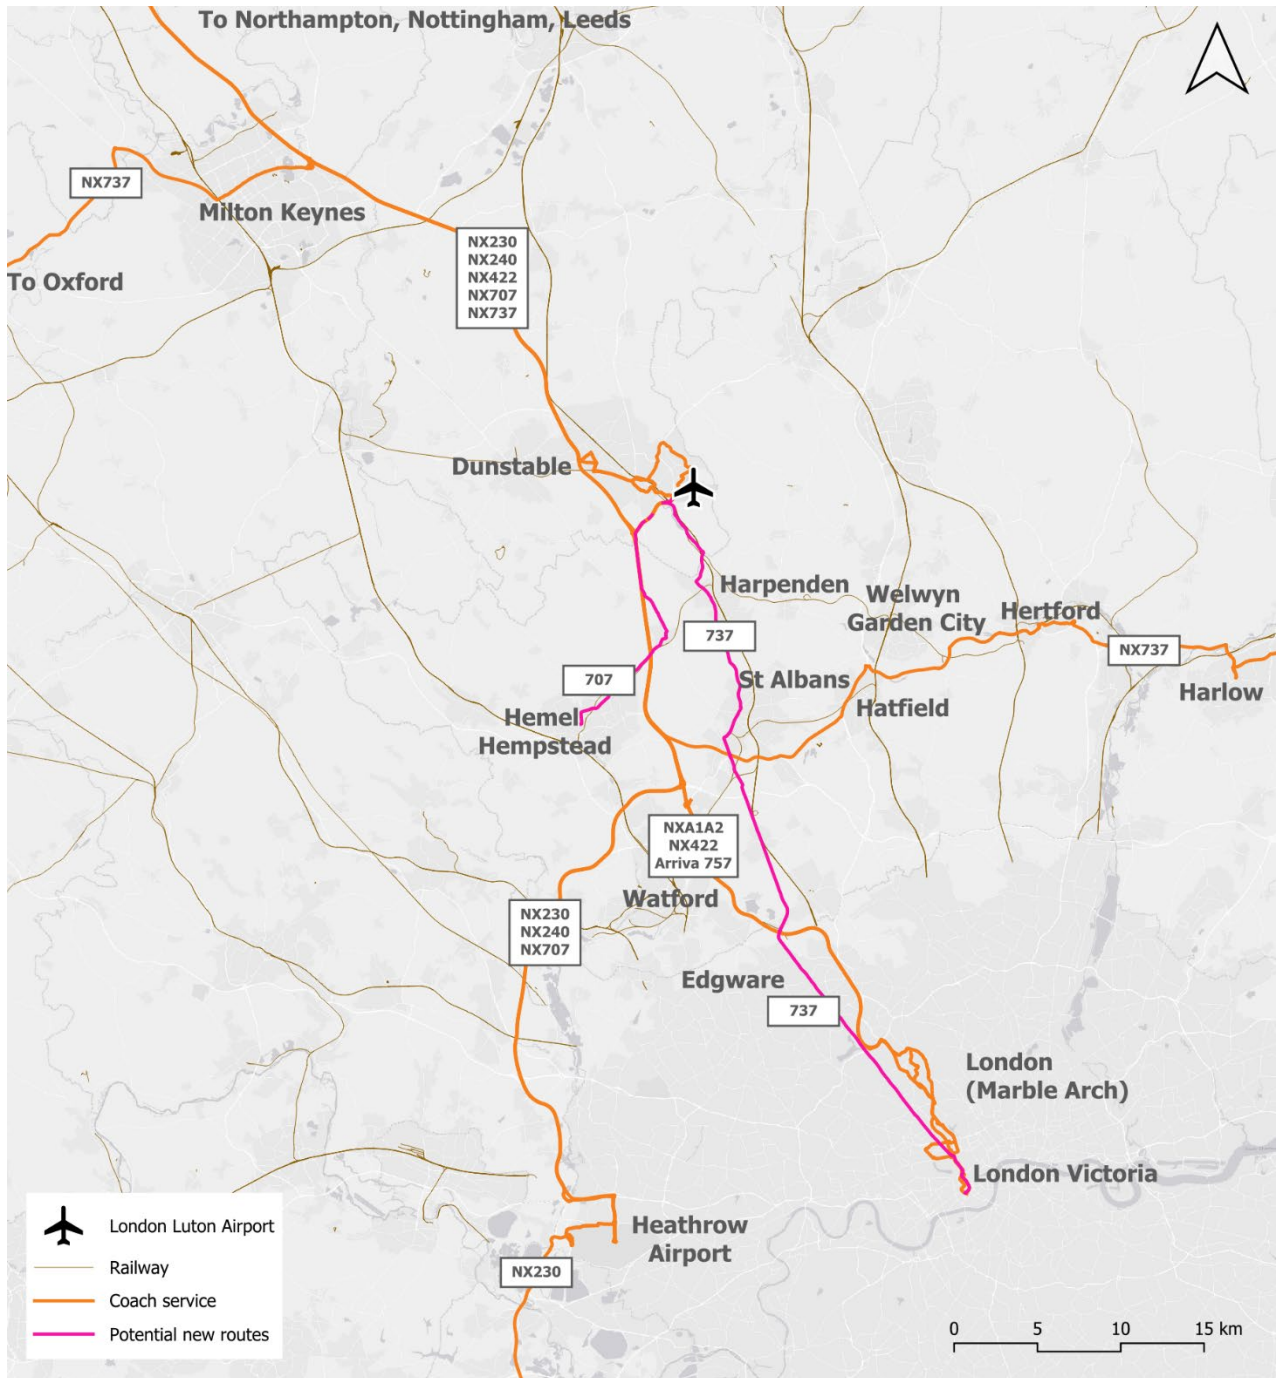 To Northampton, Nottingham, Leeds
NX737
Milton Keynes
NX230
NX240
NX422
NX707
NX737
To Oxford
Dunstable
Harpenden
Welwyn
Garden City
Hertford
737
NX737
707
St Albans
Harlow
Hatfield
Hemel
Hempstead
NXA1A2
NX422
Arriva 757
Watford
NX230
NX240
NX707
Edgware
737
London
(Marble Arch)
London Victoria
Heathrow
Airport
NX230
London Luton Airport
Railway
Coach service
Potential new routes
0 5 10 15 km